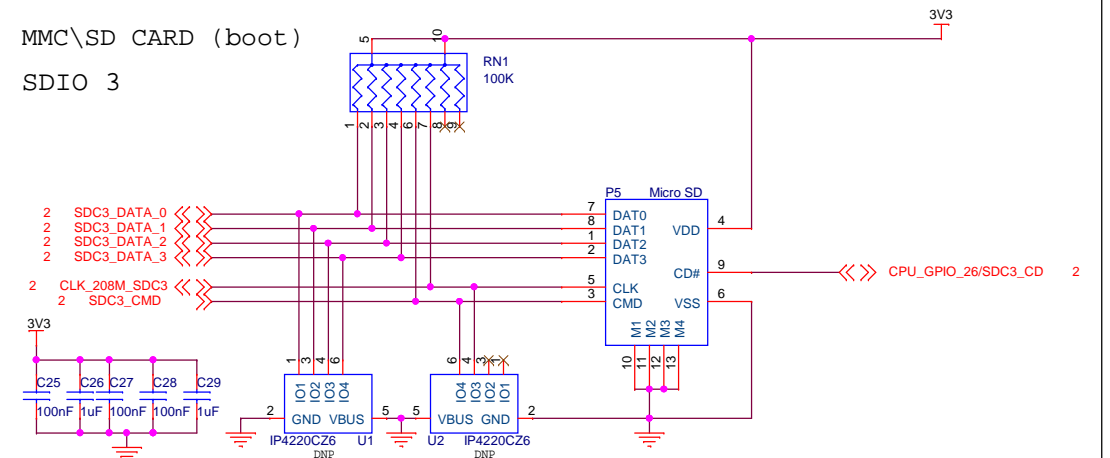 MMC\SD CARD (boot)
SDIO 3
3V3
5 10
RN1
100K
1 2 3 4 6 7 8 9
P5 Micro SD
2 SDC3_DATA_0 7 DAT0
2 SDC3_DATA_1 8 DAT1 VDD 4
2 SDC3_DATA_2 1 DAT2
2 SDC3_DATA_3 2 DAT3
CD# 9 CPU_GPIO_26/SDC3_CD 2
2 CLK_208M_SDC3 5 CLK
2 SDC3_CMD 3 CMD VSS 6
M1 M2 M3 M4
10 11 12 13
3V3
C25 C26 C27 C28 C29
100nF 1uF 100nF 100nF 1uF
1 3 4 6
IO1 IO2 IO3 IO4
2 GND VBUS 5
IP4220CZ6 U1
DNP
6 4 3 1
IO4 IO3 IO2 IO1
5 VBUS GND 2
U2 IP4220CZ6
DNP